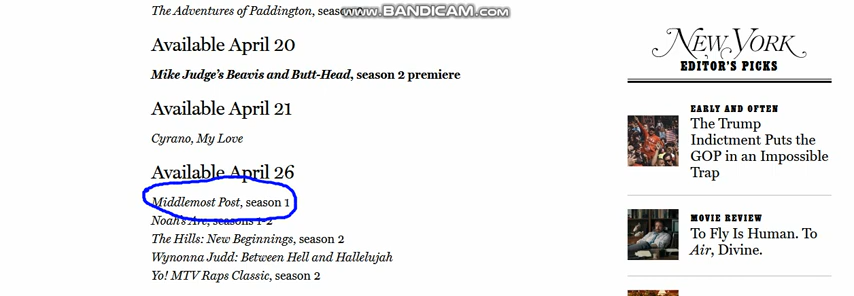 The Adventures of Paddington, season 2
www.BANDICAM.com
Available April 20
Mike Judge's Beavis and Butt-Head, season 2 premiere
Available April 21
Cyrano, My Love
Available April 26
Middlemost Post, season 1
Noah's Arc, seasons 1-2
The Hills: New Beginnings, season 2
Wynonna Judd: Between Hell and Hallelujah
Yo! MTV Raps Classic, season 2
NEW YORK
EDITOR'S PICKS
EARLY AND OFTEN
The Trump
Indictment Puts the
GOP in an Impossible
Trap
MOVIE REVIEW
To Fly Is Human. To
Air, Divine.